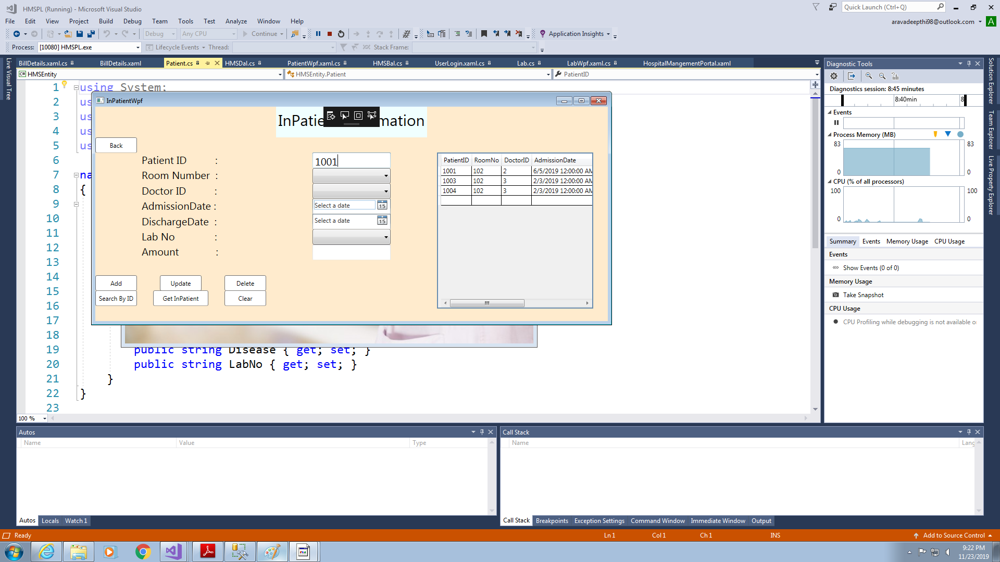 HMSPL (Running) - Microsoft Visual Studio
Quick Launch (Ctrl+Q)
File Edit View Project Build Debug Team Tools Test Analyze Window Help
aravadeepthi98@outlook.com A
Debug Any CPU Continue Application Insights
Process: [10080] HMSPL.exe Lifecycle Events Thread: Stack Frame:
Live Visual Tree
BillDetails.xaml.cs BillDetails.xaml Patient.cs HMSDal.cs PatientWpf.xaml.cs HMSBal.cs UserLogin.xaml.cs Lab.cs LabWpf.xaml.cs HospitalMangementPortal.xaml
HMSEntity HMSEntity.Patient PatientID
1 using System;
2 us
3 us
4 us
5 us
6
7 na
8 {
9
10
11
12
13
14
15
16
17
18
19 public string Disease { get; set; }
20 public string LabNo { get; set; }
21 }
22 }
23
100 %
InPatientWpf
InPatie mation
Back
Patient ID : 1001
Room Number :
Doctor ID :
AdmissionDate : Select a date 15
DischargeDate : Select a date 15
Lab No :
Amount :
Add Update Delete
Search By ID Get InPatient Clear
PatientID RoomNo DoctorID AdmissionDate
1001 102 2 6/5/2019 12:00:00 AM
1003 102 3 2/3/2019 12:00:00 AM
1004 102 3 2/3/2019 12:00:00 AM
Diagnostic Tools
Diagnostics session: 8:45 minutes
8:40min 8
Events
Process Memory (MB)
83 83
0 0
CPU (% of all processors)
100 100
0 0
Summary Events Memory Usage CPU Usage
Events
Show Events (0 of 0)
Memory Usage
Take Snapshot
CPU Usage
CPU Profiling while debugging is not available o
Solution Explorer
Team Explorer
Live Property Explorer
Autos
Name Value Type
Autos Locals Watch 1
Call Stack
Name Lang
Call Stack Breakpoints Exception Settings Command Window Immediate Window Output
Ready Ln 1 Col 1 Ch 1 INS Add to Source Control
9:22 PM
11/23/2019